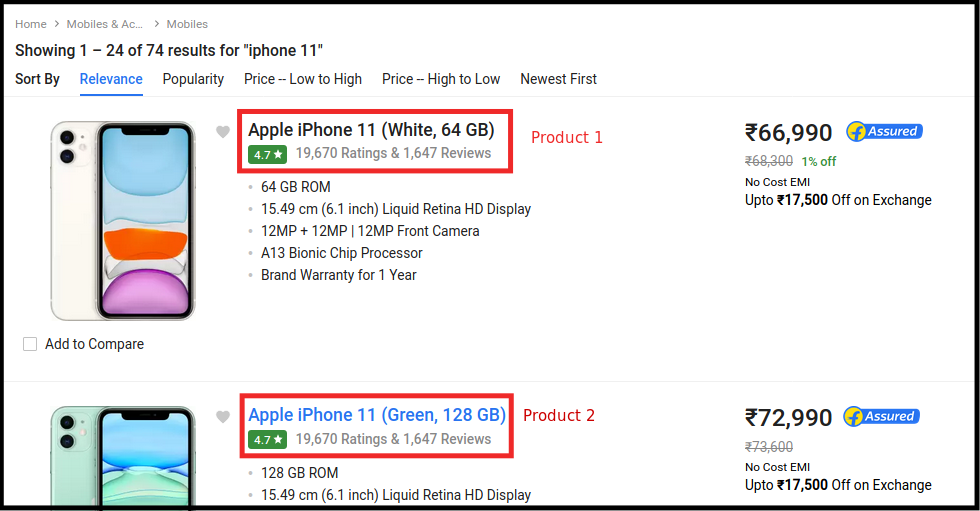 Home > Mobiles & Ac... > Mobiles
Showing 1 – 24 of 74 results for "iphone 11"
Sort By Relevance Popularity Price -- Low to High Price -- High to Low Newest First
Apple iPhone 11 (White, 64 GB)
4.7★ 19,670 Ratings & 1,647 Reviews
Product 1
• 64 GB ROM
• 15.49 cm (6.1 inch) Liquid Retina HD Display
• 12MP + 12MP | 12MP Front Camera
• A13 Bionic Chip Processor
• Brand Warranty for 1 Year
₹66,990 f Assured
₹68,300 1% off
No Cost EMI
Upto ₹17,500 Off on Exchange
Add to Compare
Apple iPhone 11 (Green, 128 GB)
4.7★ 19,670 Ratings & 1,647 Reviews
Product 2
• 128 GB ROM
• 15.49 cm (6.1 inch) Liquid Retina HD Display
₹72,990 f Assured
₹73,600
No Cost EMI
Upto ₹17,500 Off on Exchange